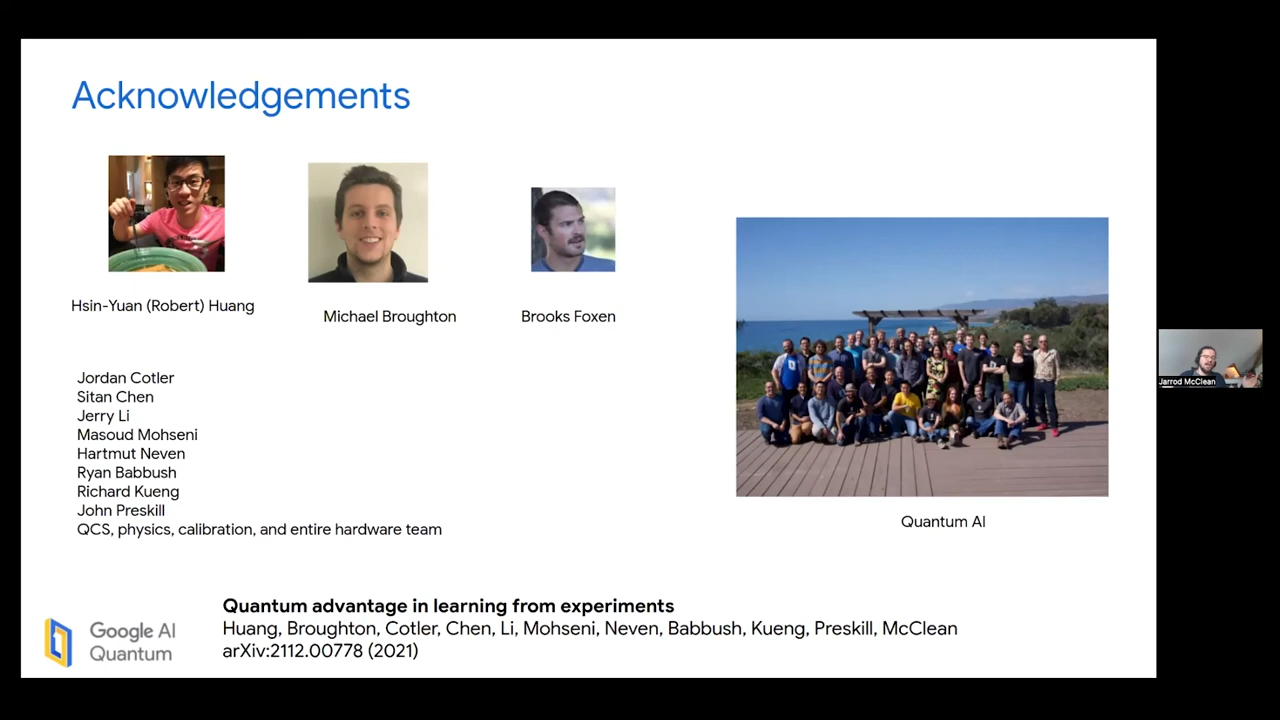 Acknowledgements
Hsin-Yuan (Robert) Huang
Michael Broughton
Brooks Foxen
Jordan Cotler
Sitan Chen
Jerry Li
Masoud Mohseni
Hartmut Neven
Ryan Babbush
Richard Kueng
John Preskill
QCS, physics, calibration, and entire hardware team
Quantum AI
Jarrod McClean
Google AI
Quantum
Quantum advantage in learning from experiments
Huang, Broughton, Cotler, Chen, Li, Mohseni, Neven, Babbush, Kueng, Preskill, McClean
arXiv:2112.00778 (2021)